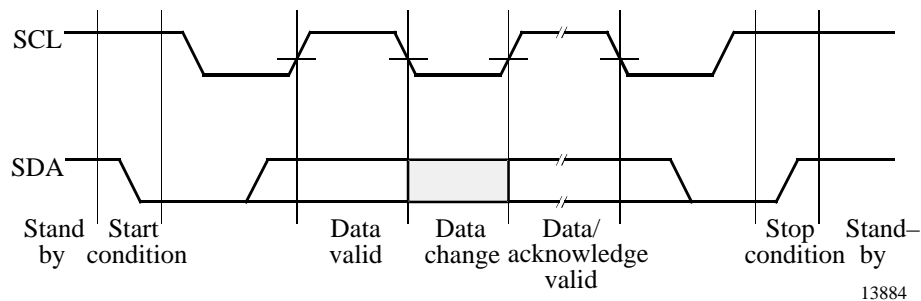 SCL
SDA
Stand by
Start condition
Data valid
Data change
Data/ acknowledge valid
Stop condition
Stand– by
13884